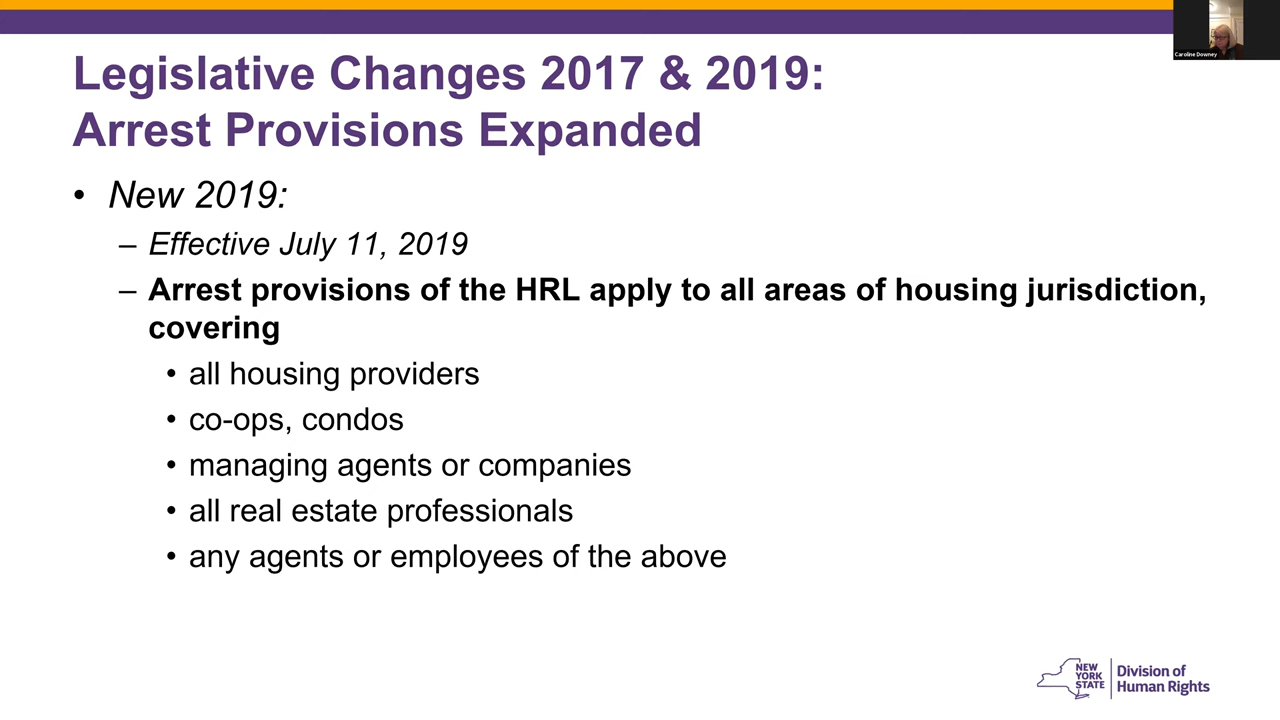 Caroline Downey
Legislative Changes 2017 & 2019:
Arrest Provisions Expanded
• New 2019:
– Effective July 11, 2019
– Arrest provisions of the HRL apply to all areas of housing jurisdiction,
covering
• all housing providers
• co-ops, condos
• managing agents or companies
• all real estate professionals
• any agents or employees of the above
NEW
YORK
STATE
Division of
Human Rights